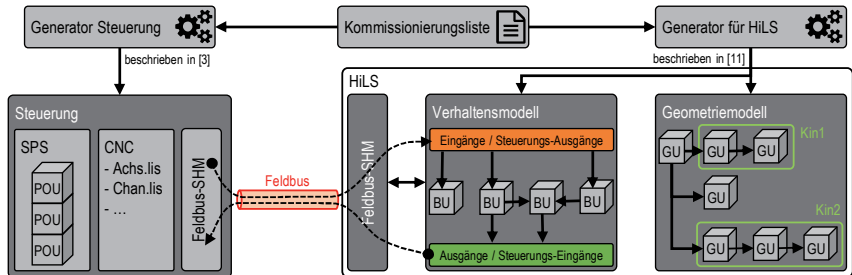 Generator Steuerung
Kommissionierungsliste
Generator für HiLS
beschrieben in [3]
beschrieben in [11]
HiLS
Steuerung
SPS
POU
POU
POU
CNC
- Achs.lis
- Chan.lis
- ...
Feldbus-SHM
Feldbus
Feldbus-SHM
Verhaltensmodell
Eingänge / Steuerungs-Ausgänge
BU
BU
BU
BU
Ausgänge / Steuerungs-Eingänge
Geometriemodell
Kin1
GU
GU
GU
GU
Kin2
GU
GU
GU